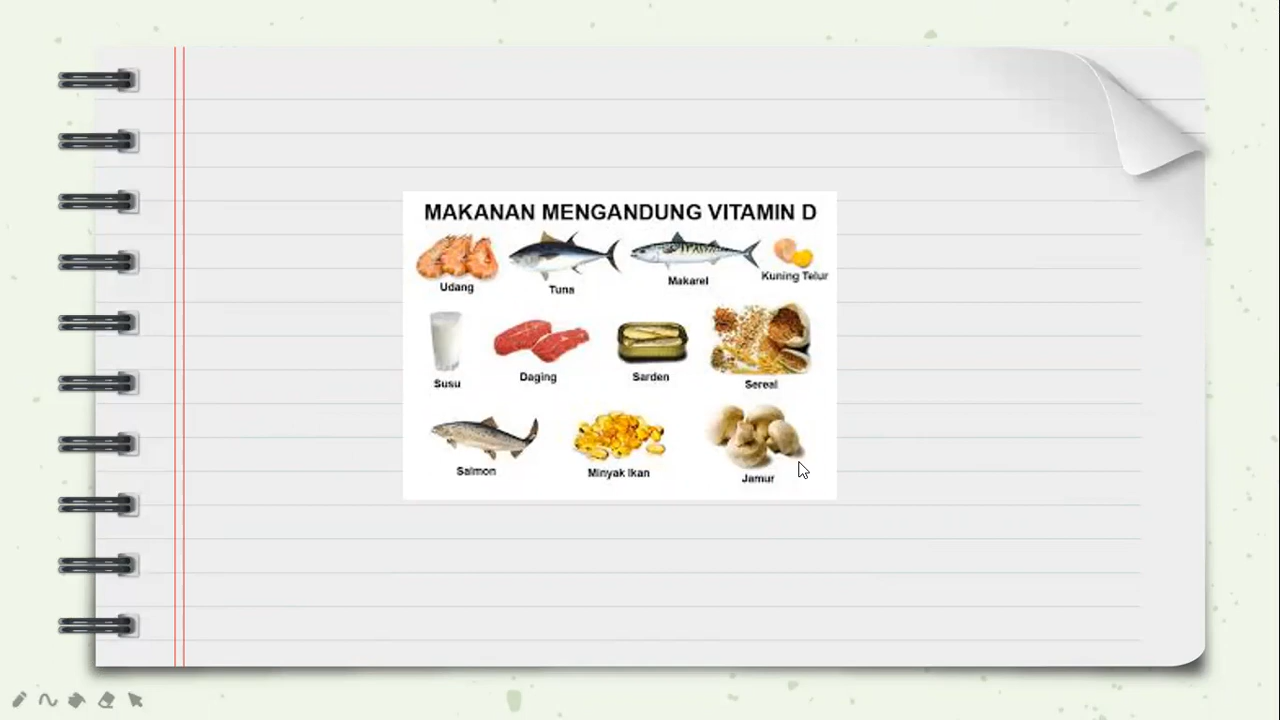 MAKANAN MENGANDUNG VITAMIN D
Udang
Tuna
Makarel
Kuning Telur
Susu
Daging
Sarden
Sereal
Salmon
Minyak Ikan
Jamur